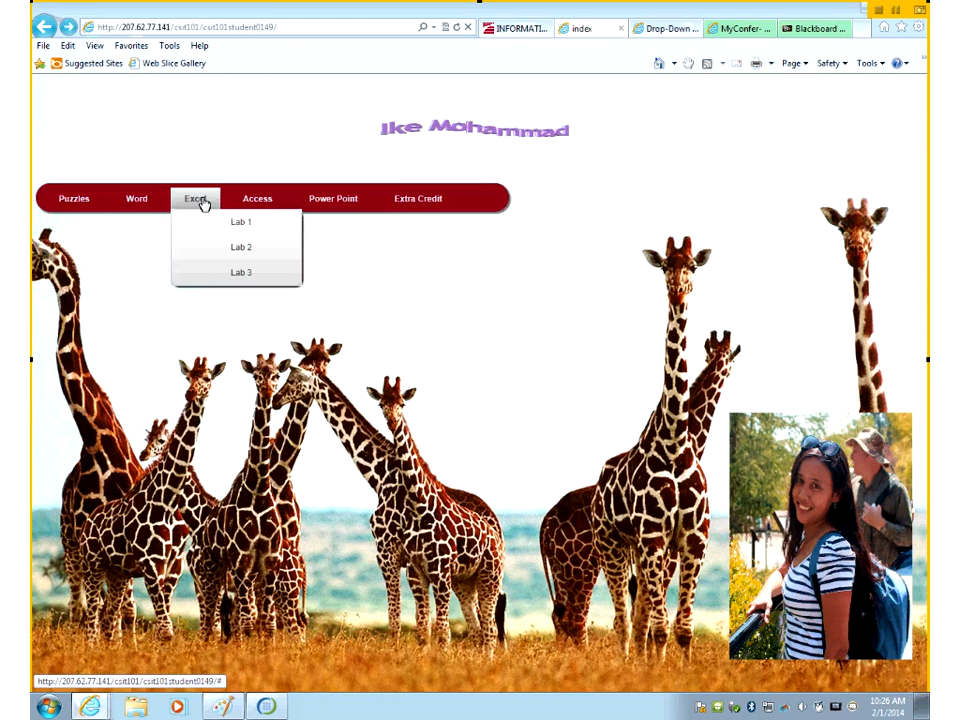 http://207.62.77.141/csit101/csit101student0149/
INFORMATI...
index
Drop-Down ...
MyConfer- ...
Blackboard ...
File Edit View Favorites Tools Help
Suggested Sites Web Slice Gallery
Page Safety Tools
Ike Mohammad
Puzzles Word Excel Access Power Point Extra Credit
Lab 1
Lab 2
Lab 3
http://207.62.77.141/csit101/csit101student0149/#
10:26 AM
2/1/2014